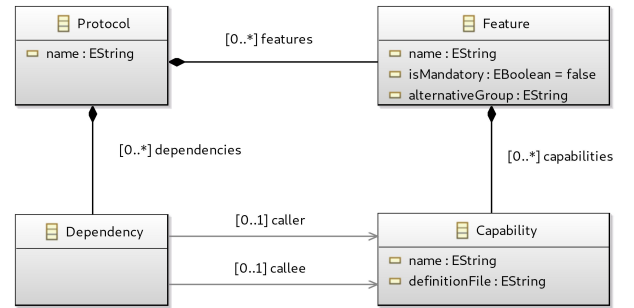 Protocol
name : EString
[0..*] features
Feature
name : EString
isMandatory : EBoolean = false
alternativeGroup : EString
[0..*] dependencies
[0..*] capabilities
Dependency
[0..1] caller
[0..1] callee
Capability
name : EString
definitionFile : EString